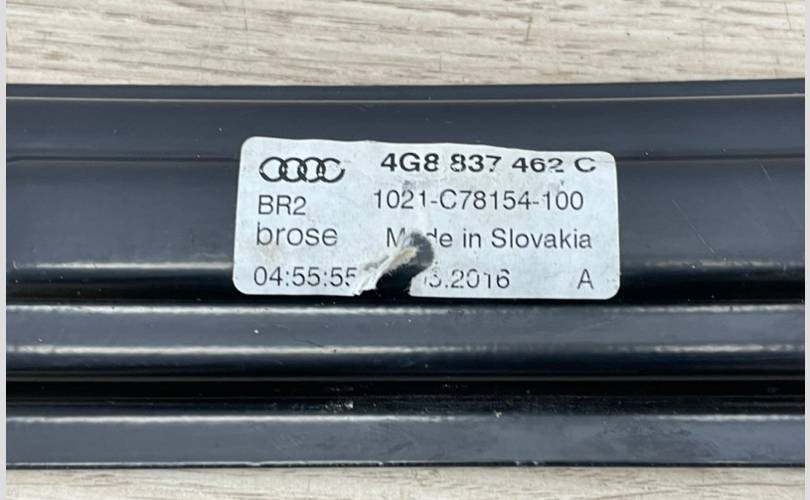 4G8 837 462 C
BR2 1021-C78154-100
brose Made in Slovakia
04:55:55 .2016 A